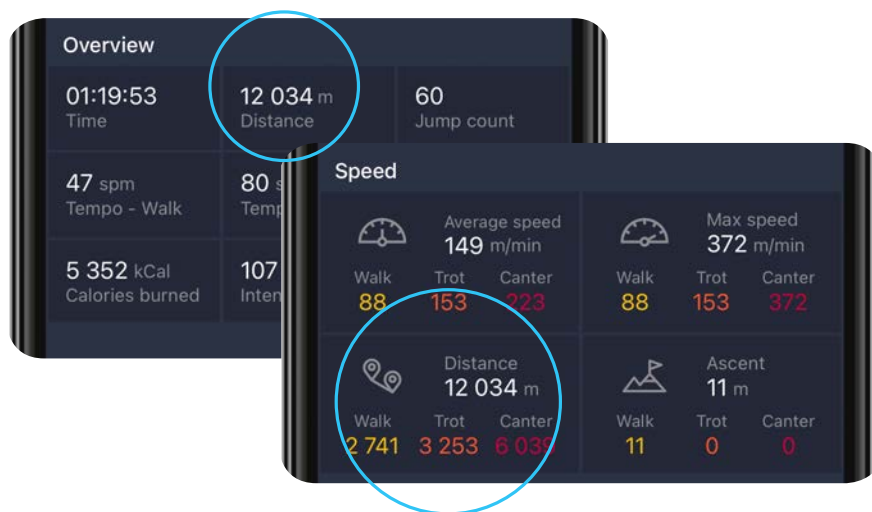 Overview
01:19:53 12 034 m 60
Time Distance Jump count
47 spm 80
Tempo - Walk
5 352 kCal 107
Calories burned
Speed
Average speed Max speed
149 m/min 372 m/min
Walk Trot Canter Walk Trot Canter
88 153 223 88 153 372
Distance Ascent
12 034 m 11 m
Walk Trot Canter Walk Trot Canter
2 741 3 253 6 039 11 0 0